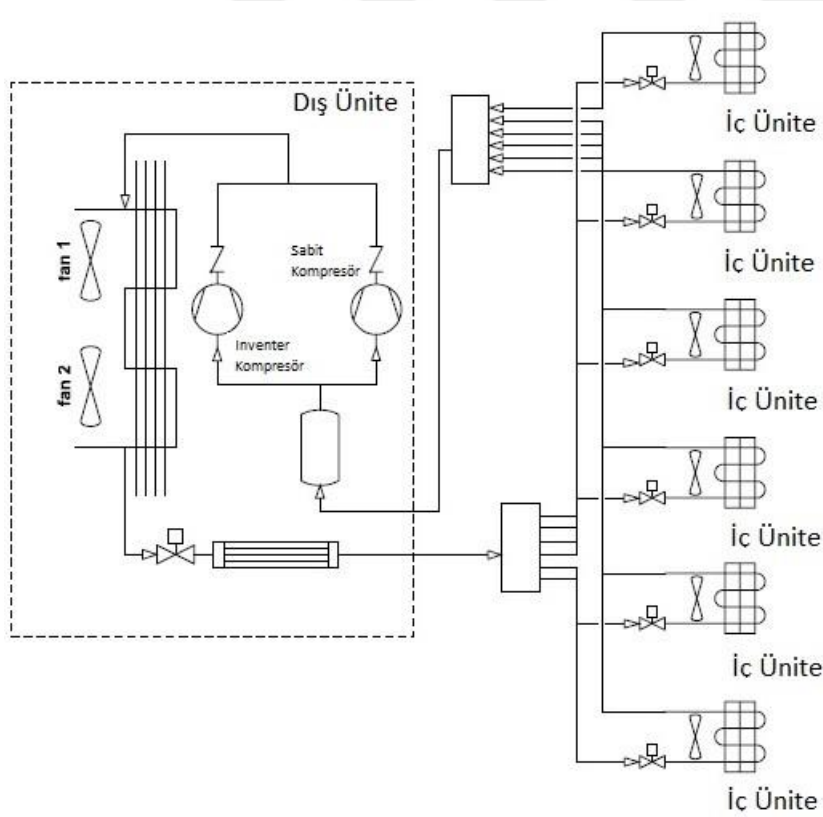 Dış Ünite
fan 1
fan 2
Sabit
Kompresör
Inventer
Kompresör
İç Ünite
İç Ünite
İç Ünite
İç Ünite
İç Ünite
İç Ünite